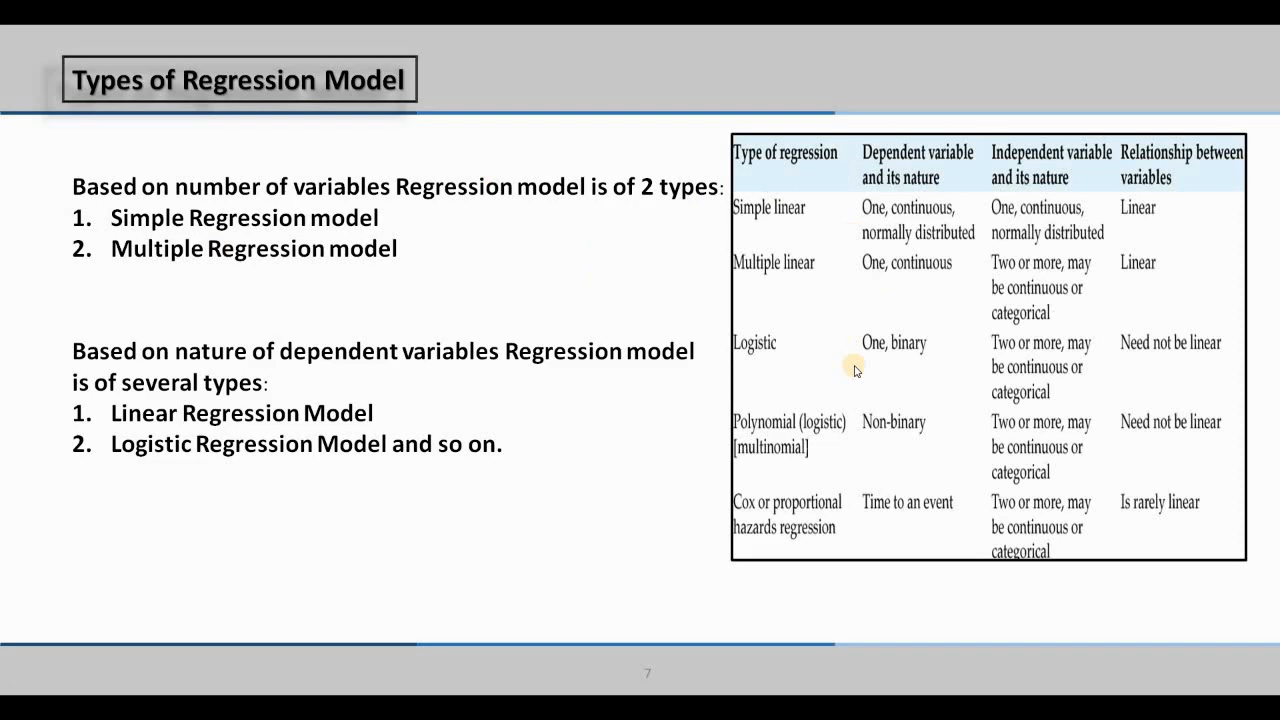 Types of Regression Model
Based on number of variables Regression model is of 2 types:
1. Simple Regression model
2. Multiple Regression model
Based on nature of dependent variables Regression model
is of several types:
1. Linear Regression Model
2. Logistic Regression Model and so on.
Type of regression Dependent variable Independent variable Relationship between
and its nature and its nature variables
Simple linear One, continuous, One, continuous, Linear
normally distributed normally distributed
Multiple linear One, continuous Two or more, may Linear
be continuous or
categorical
Logistic One, binary Two or more, may Need not be linear
be continuous or
categorical
Polynomial (logistic) Non-binary Two or more, may Need not be linear
[multinomial] be continuous or
categorical
Cox or proportional Time to an event Two or more, may Is rarely linear
hazards regression be continuous or
categorical
7